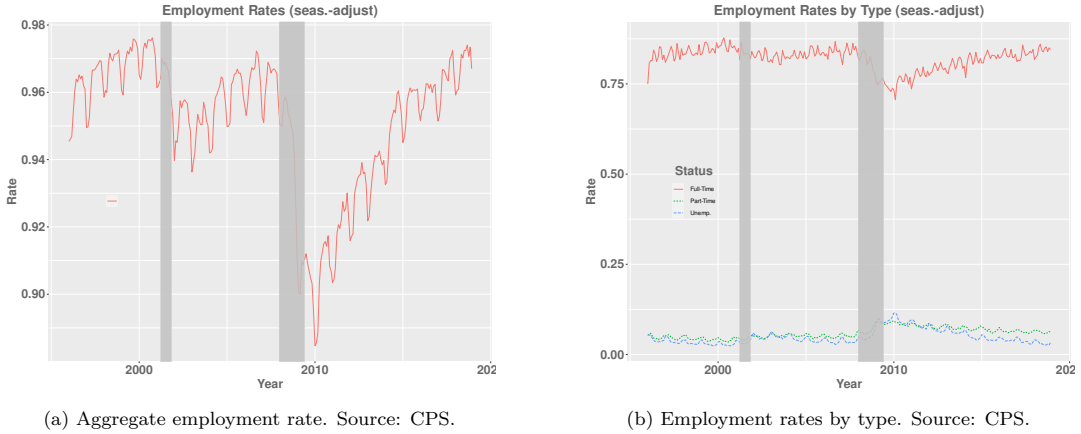 Employment Rates (seas.-adjust)
0.98
0.96
0.94
0.92
0.90
Rate
2000
2010
202
Year
(a) Aggregate employment rate. Source: CPS.
Employment Rates by Type (seas.-adjust)
0.75
0.50
0.25
0.00
Rate
Status
Full-Time
Part-Time
Unemp.
2000
2010
202
Year
(b) Employment rates by type. Source: CPS.